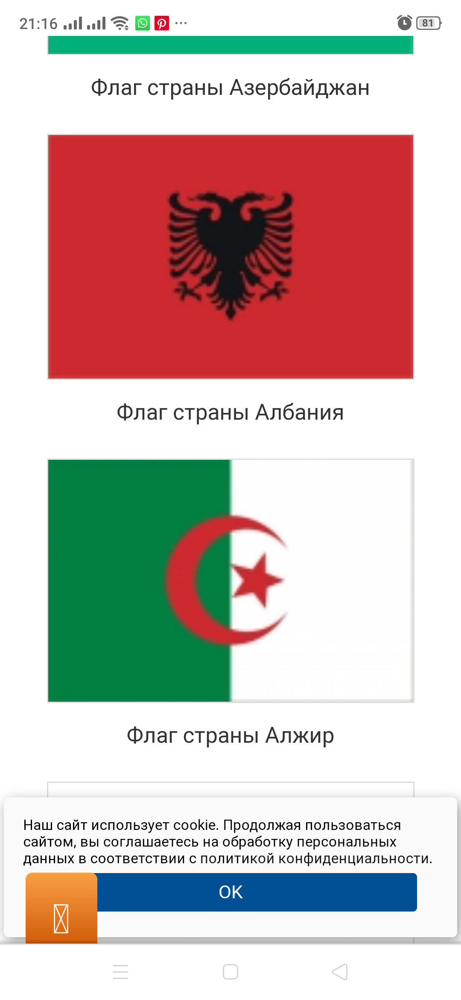 21:16
81
Флаг страны Азербайджан
Флаг страны Албания
Флаг страны Алжир
Наш сайт использует cookie. Продолжая пользоваться
сайтом, вы соглашаетесь на обработку персональных
данных в соответствии с политикой конфиденциальности.
OK